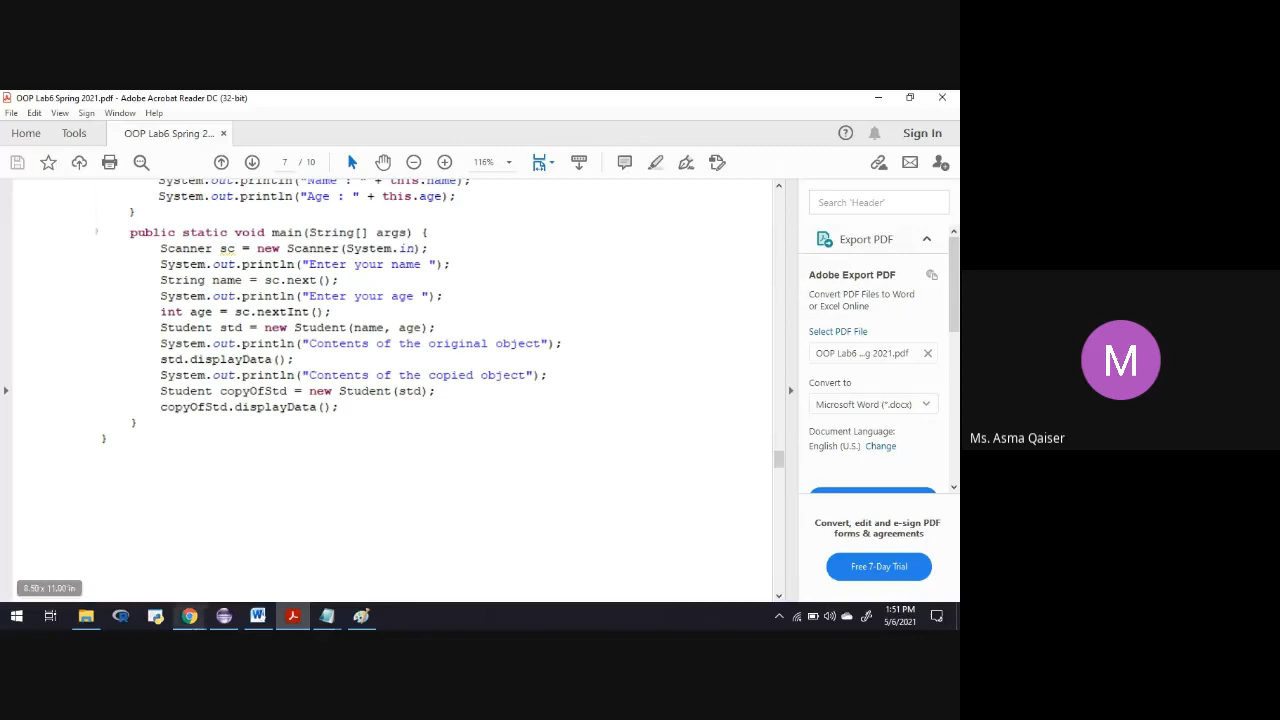 OOP Lab6 Spring 2021.pdf - Adobe Acrobat Reader DC (32-bit)
File Edit View Sign Window Help
Home Tools OOP Lab6 Spring 2... × Sign In
7 / 10 116%
System.out.println("Name : " + this.name);
System.out.println("Age : " + this.age);
}
public static void main(String[] args) {
Scanner sc = new Scanner(System.in);
System.out.println("Enter your name ");
String name = sc.next();
System.out.println("Enter your age ");
int age = sc.nextInt();
Student std = new Student(name, age);
System.out.println("Contents of the original object");
std.displayData();
System.out.println("Contents of the copied object");
Student copyOfStd = new Student(std);
copyOfStd.displayData();
}
}
8.50 x 11.00 in
Search 'Header'
Export PDF
Adobe Export PDF
Convert PDF Files to Word
or Excel Online
Select PDF File
OOP Lab6 ...g 2021.pdf ×
Convert to
Microsoft Word (*.docx)
Document Language:
English (U.S.) Change
Convert, edit and e-sign PDF
forms & agreements
Free 7-Day Trial
1:51 PM
5/6/2021
M
Ms. Asma Qaiser